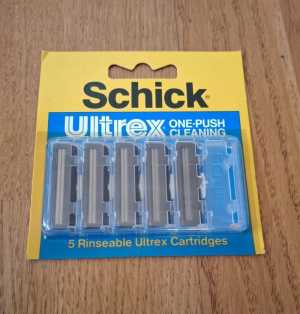 Schick
Ultrex ONE-PUSH
CLEANING
5 Rinseable Ultrex Cartridges